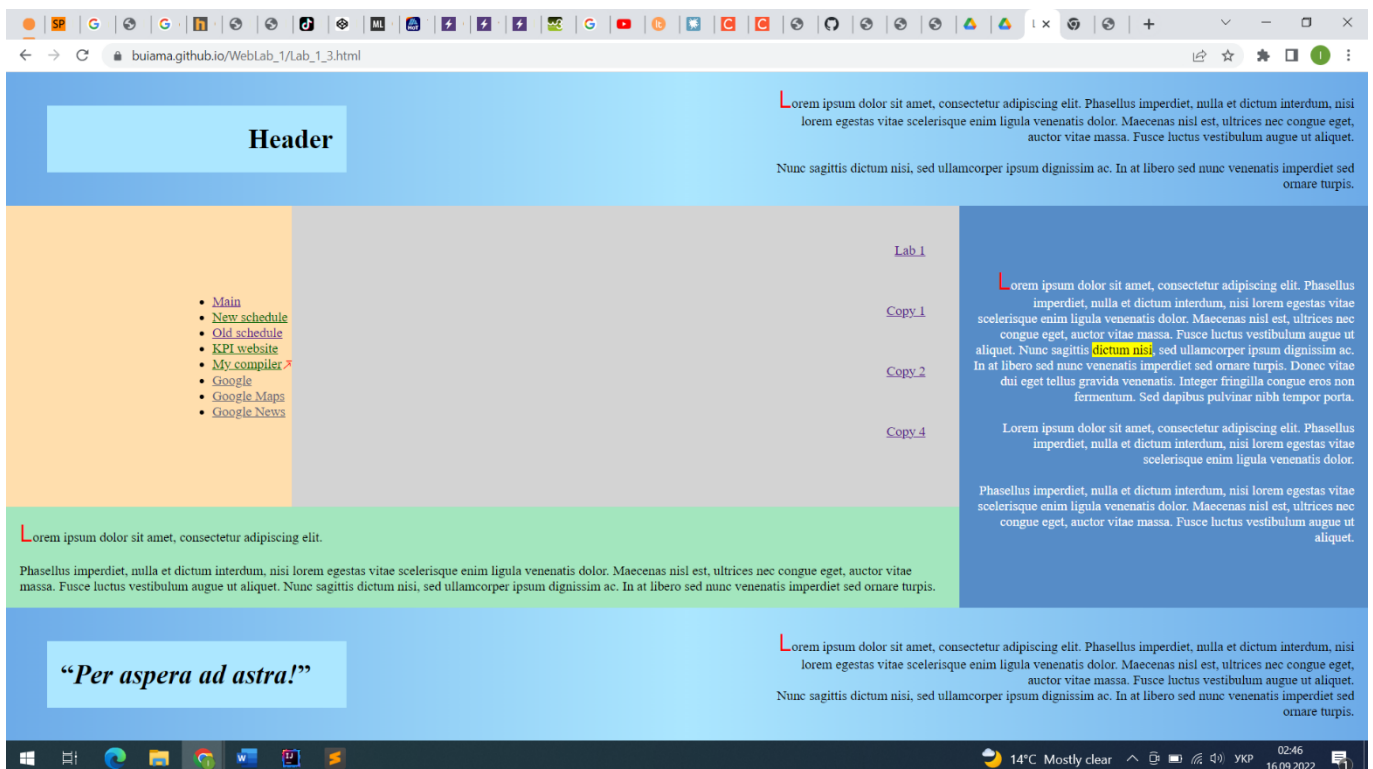 SP
ML
buiama.github.io/WebLab_1/Lab_1_3.html
Header
Lorem ipsum dolor sit amet, consectetur adipiscing elit. Phasellus imperdiet, nulla et dictum interdum, nisi
lorem egestas vitae scelerisque enim ligula venenatis dolor. Maecenas nisl est, ultrices nec congue eget,
auctor vitae massa. Fusce luctus vestibulum augue ut aliquet.
Nunc sagittis dictum nisi, sed ullamcorper ipsum dignissim ac. In at libero sed nunc venenatis imperdiet sed
ornare turpis.
Main
New schedule
Old schedule
KPI website
My compiler
Google
Google Maps
Google News
Lab 1
Copy 1
Copy 2
Copy 4
Lorem ipsum dolor sit amet, consectetur adipiscing elit. Phasellus
imperdiet, nulla et dictum interdum, nisi lorem egestas vitae
scelerisque enim ligula venenatis dolor. Maecenas nisl est, ultrices nec
congue eget, auctor vitae massa. Fusce luctus vestibulum augue ut
aliquet. Nunc sagittis dictum nisi, sed ullamcorper ipsum dignissim ac.
In at libero sed nunc venenatis imperdiet sed ornare turpis. Donec vitae
dui eget tellus gravida venenatis. Integer fringilla congue eros non
fermentum. Sed dapibus pulvinar nibh tempor porta.
Lorem ipsum dolor sit amet, consectetur adipiscing elit. Phasellus
imperdiet, nulla et dictum interdum, nisi lorem egestas vitae
scelerisque enim ligula venenatis dolor.
Phasellus imperdiet, nulla et dictum interdum, nisi lorem egestas vitae
scelerisque enim ligula venenatis dolor. Maecenas nisl est, ultrices nec
congue eget, auctor vitae massa. Fusce luctus vestibulum augue ut
aliquet.
Lorem ipsum dolor sit amet, consectetur adipiscing elit.
Phasellus imperdiet, nulla et dictum interdum, nisi lorem egestas vitae scelerisque enim ligula venenatis dolor. Maecenas nisl est, ultrices nec congue eget, auctor vitae
massa. Fusce luctus vestibulum augue ut aliquet. Nunc sagittis dictum nisi, sed ullamcorper ipsum dignissim ac. In at libero sed nunc venenatis imperdiet sed ornare turpis.
“Per aspera ad astra!”
Lorem ipsum dolor sit amet, consectetur adipiscing elit. Phasellus imperdiet, nulla et dictum interdum, nisi
lorem egestas vitae scelerisque enim ligula venenatis dolor. Maecenas nisl est, ultrices nec congue eget,
auctor vitae massa. Fusce luctus vestibulum augue ut aliquet.
Nunc sagittis dictum nisi, sed ullamcorper ipsum dignissim ac. In at libero sed nunc venenatis imperdiet sed
ornare turpis.
14°C Mostly clear
УКР
02:46
16.09.2022